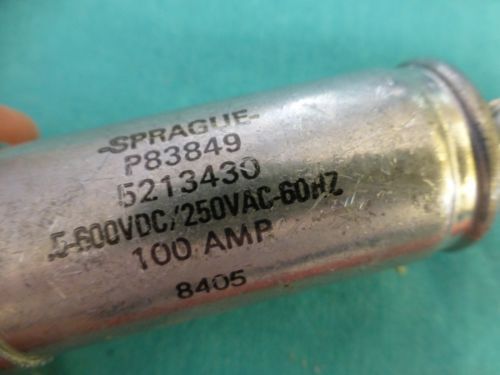 -SPRAGUE-
P83849
5213430
.5-600VDC/250VAC-60HZ
100 AMP
8405